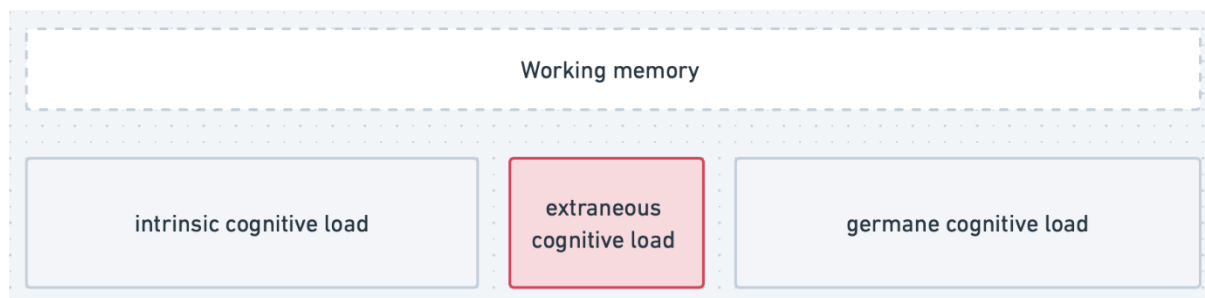 Working memory
intrinsic cognitive load
extraneous
cognitive load
germane cognitive load